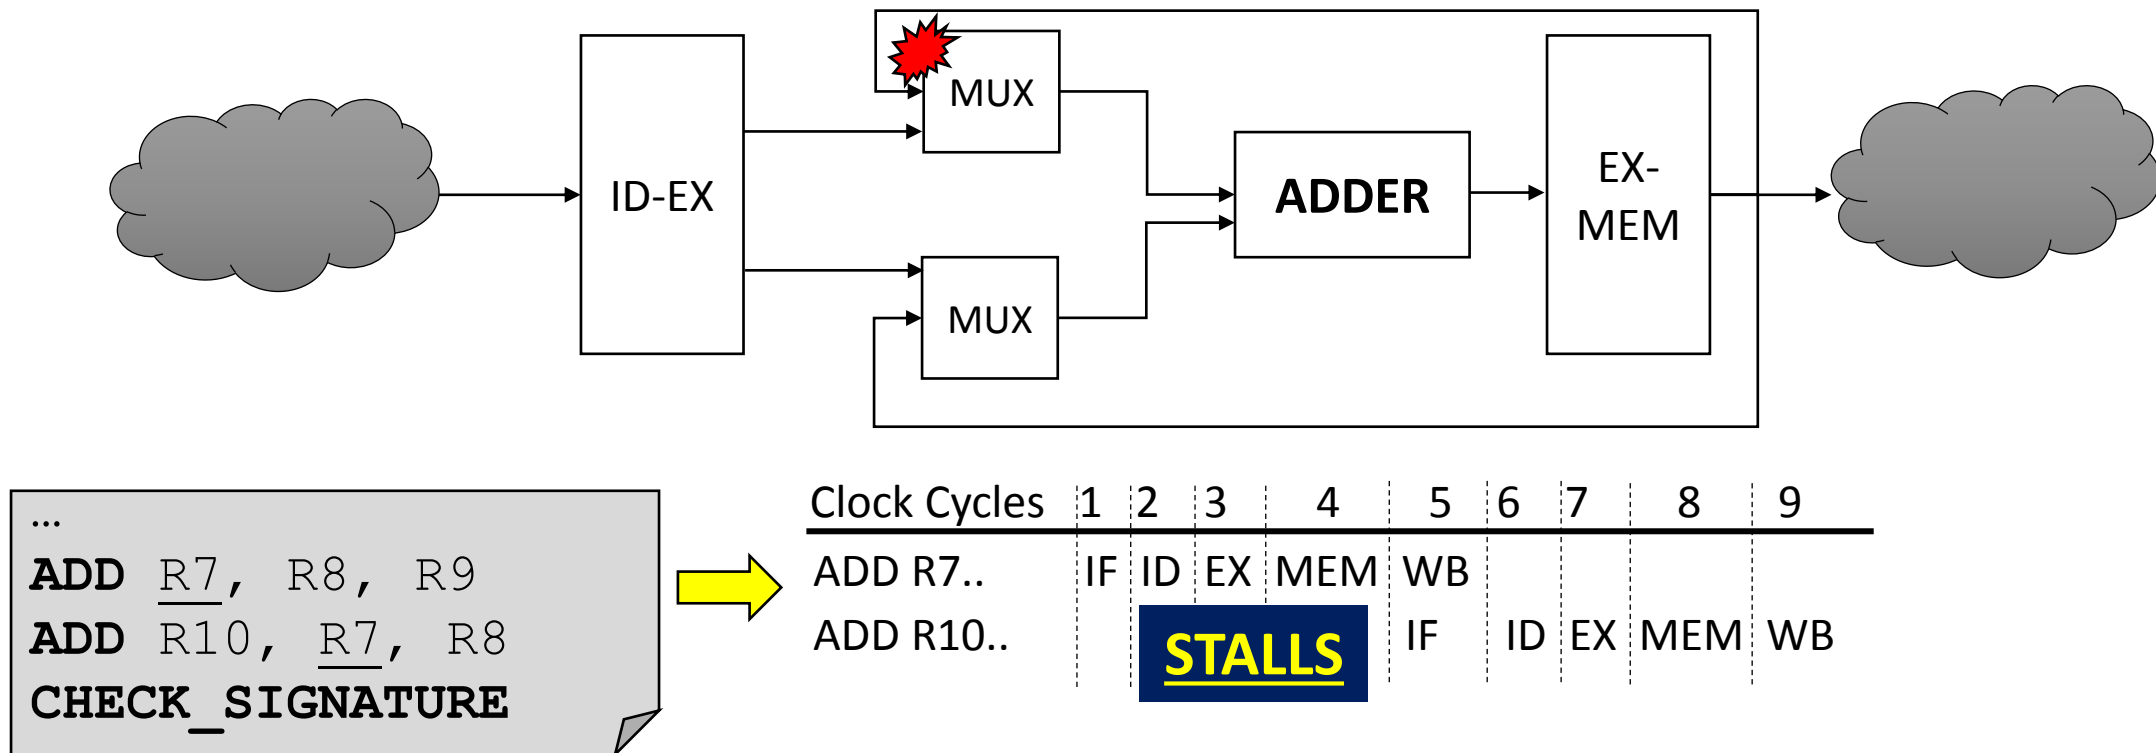 MUX
ID-EX
ADDER
EX-
MEM
MUX
...
ADD R7, R8, R9
ADD R10, R7, R8
CHECK_SIGNATURE
Clock Cycles 1 2 3 4 5 6 7 8 9
ADD R7.. IF ID EX MEM WB
ADD R10.. STALLS IF ID EX MEM WB